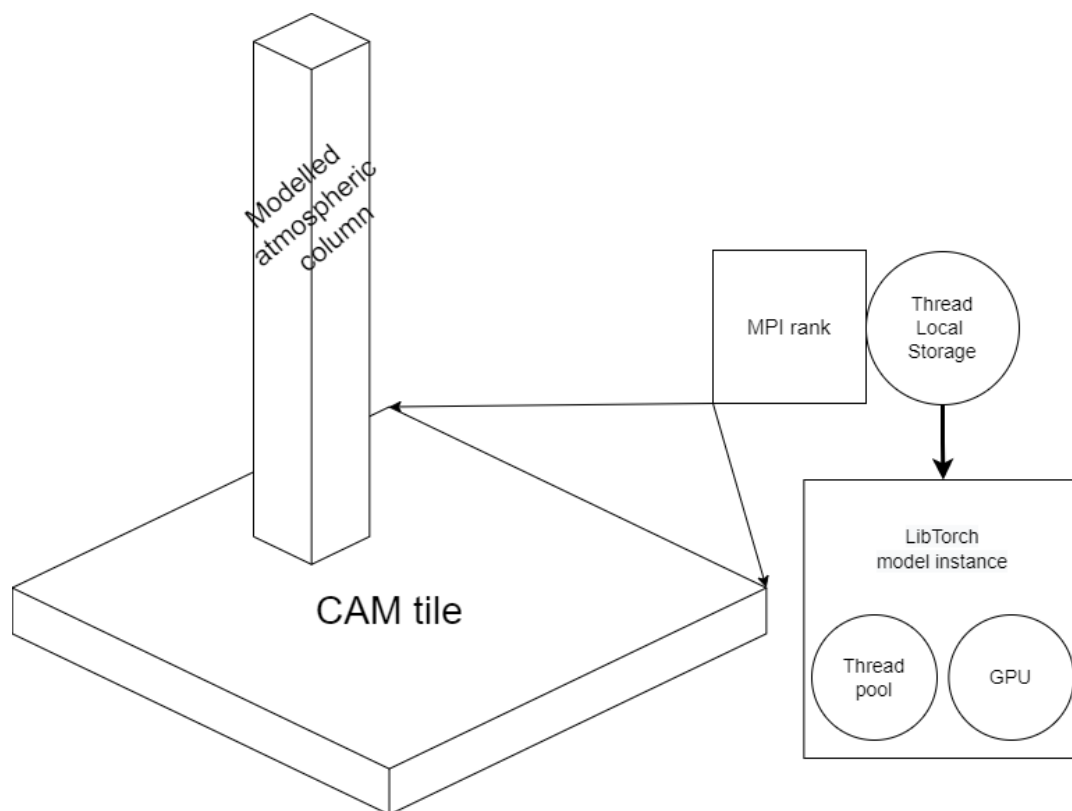 Modelled
atmospheric
column
MPI rank
Thread
Local
Storage
CAM tile
LibTorch
model instance
Thread
pool
GPU